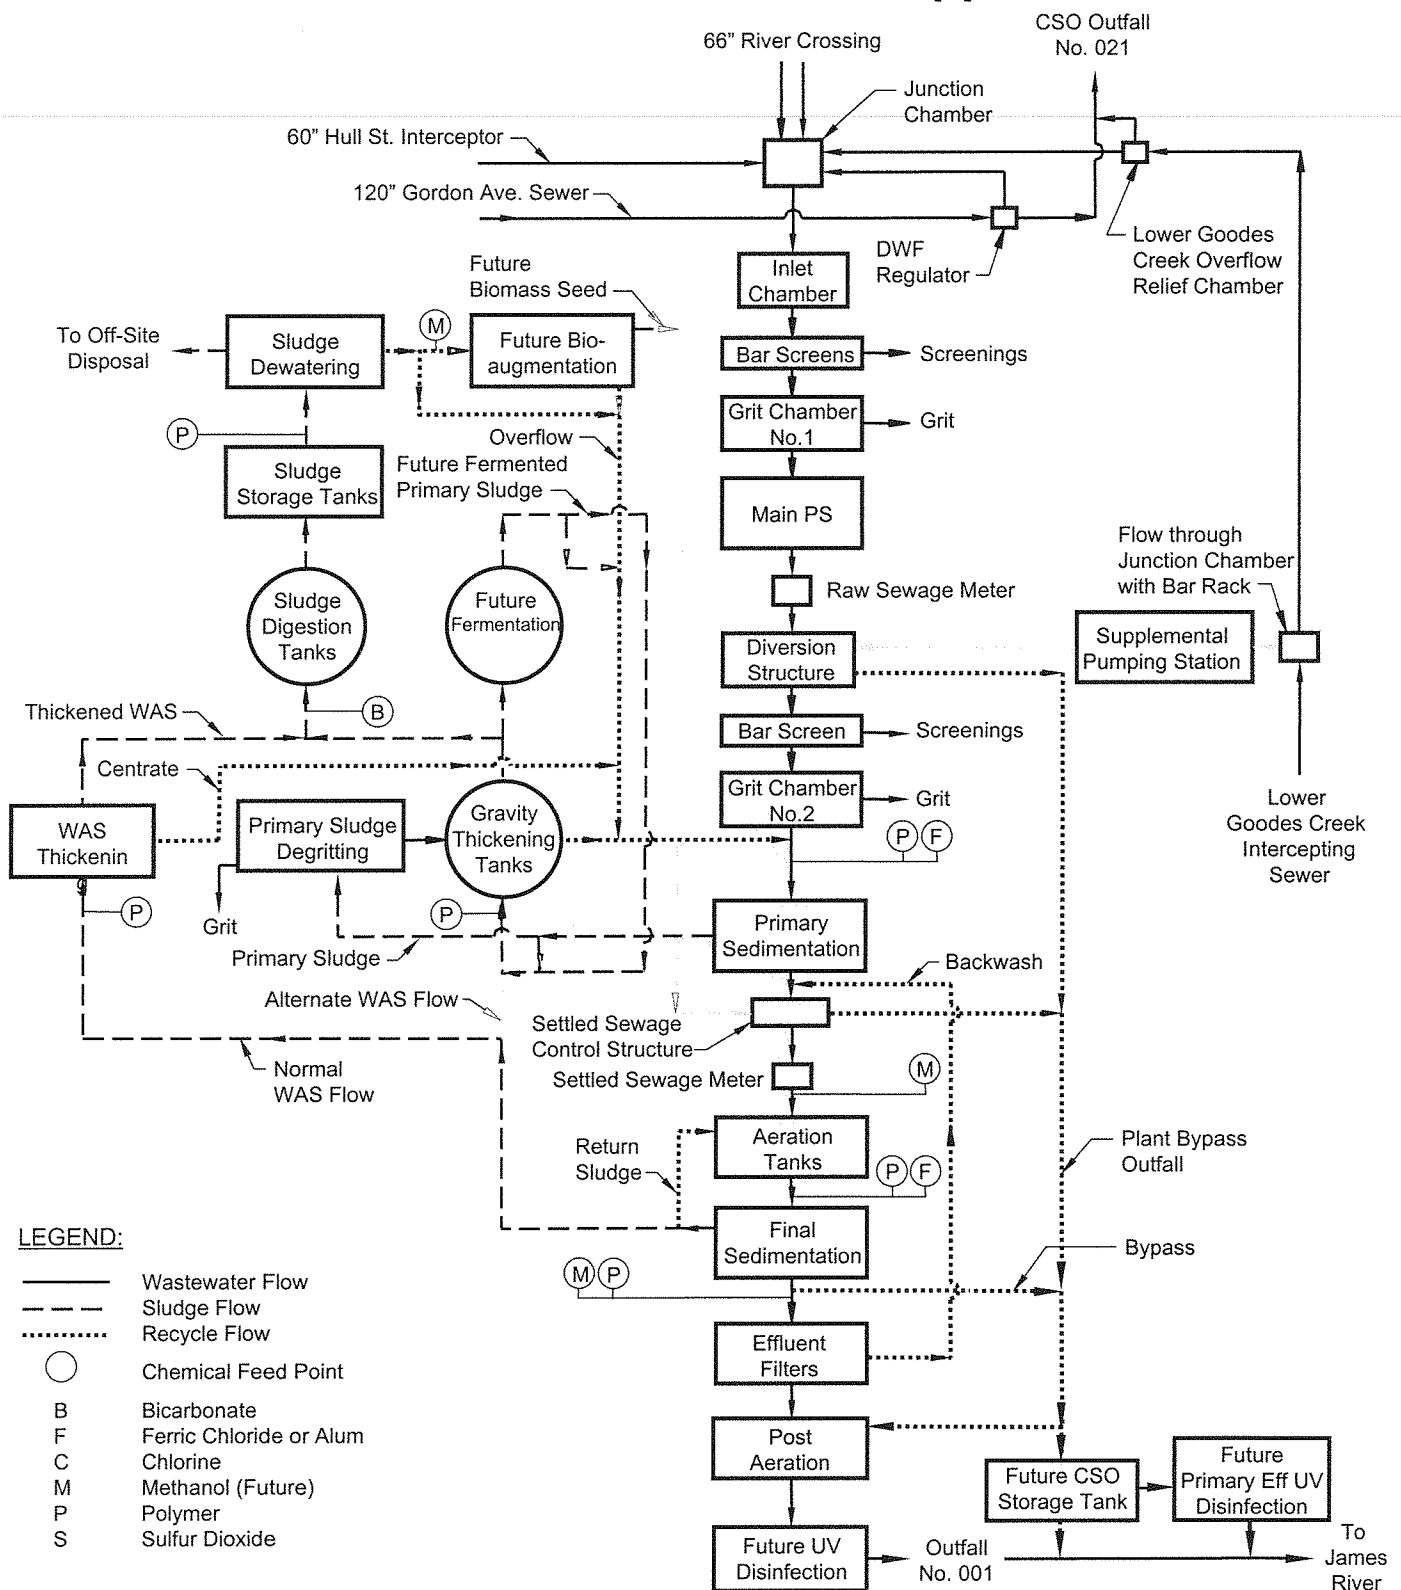 CSO Outfall
No. 021
66" River Crossing
Junction
Chamber
60" Hull St. Interceptor
120" Gordon Ave. Sewer
DWF
Regulator
Lower Goodes
Creek Overflow
Relief Chamber
Inlet
Chamber
Future
Biomass Seed
To Off-Site
Disposal
Sludge
Dewatering
M
Future Bio-
augmentation
Bar Screens
Screenings
Grit Chamber
No.1
Grit
P
Overflow
Future Fermented
Primary Sludge
Sludge
Storage Tanks
Main PS
Flow through
Junction Chamber
with Bar Rack
Raw Sewage Meter
Sludge
Digestion
Tanks
Future
Fermentation
Diversion
Structure
Supplemental
Pumping Station
Thickened WAS
B
Bar Screen
Screenings
Centrate
Grit Chamber
No.2
Grit
WAS
Thickenin
g
Primary Sludge
Degritting
Gravity
Thickening
Tanks
P
F
Lower
Goodes Creek
Intercepting
Sewer
P
Grit
P
Primary
Sedimentation
Primary Sludge
Backwash
Alternate WAS Flow
Settled Sewage
Control Structure
Normal
WAS Flow
Settled Sewage Meter
M
Return
Sludge
Aeration
Tanks
Plant Bypass
Outfall
P
F
Final
Sedimentation
Bypass
M
P
Effluent
Filters
Post
Aeration
Future CSO
Storage Tank
Future
Primary Eff UV
Disinfection
Future UV
Disinfection
Outfall
No. 001
To
James
River
LEGEND:
Wastewater Flow
Sludge Flow
Recycle Flow
Chemical Feed Point
B Bicarbonate
F Ferric Chloride or Alum
C Chlorine
M Methanol (Future)
P Polymer
S Sulfur Dioxide